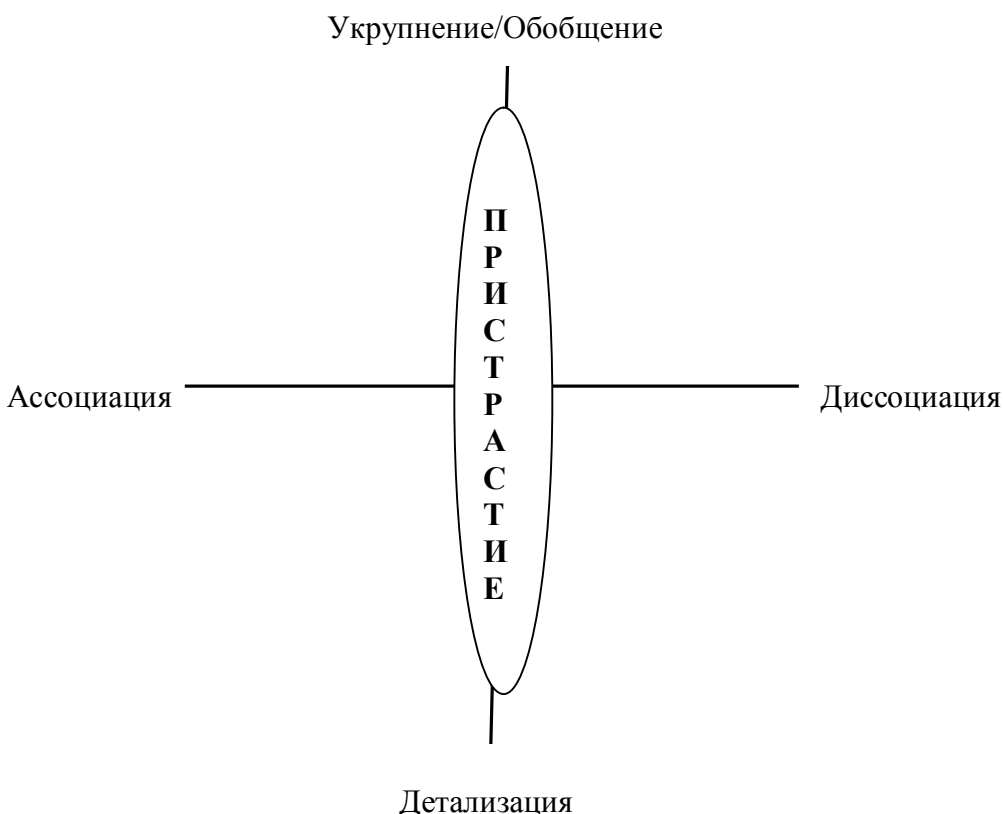 Укрупнение/Обобщение
П
Р
И
С
Т
Р
А
С
Т
И
Е
Ассоциация
Диссоциация
Детализация